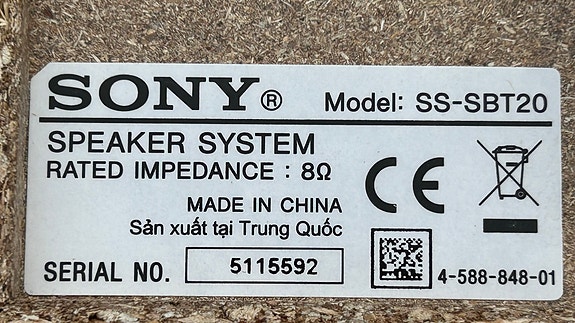 SONY® Model: SS-SBT20
SPEAKER SYSTEM
RATED IMPEDANCE : 8Ω
CE
MADE IN CHINA
Sản xuất tại Trung Quốc
SERIAL NO. 5115592 4-588-848-01